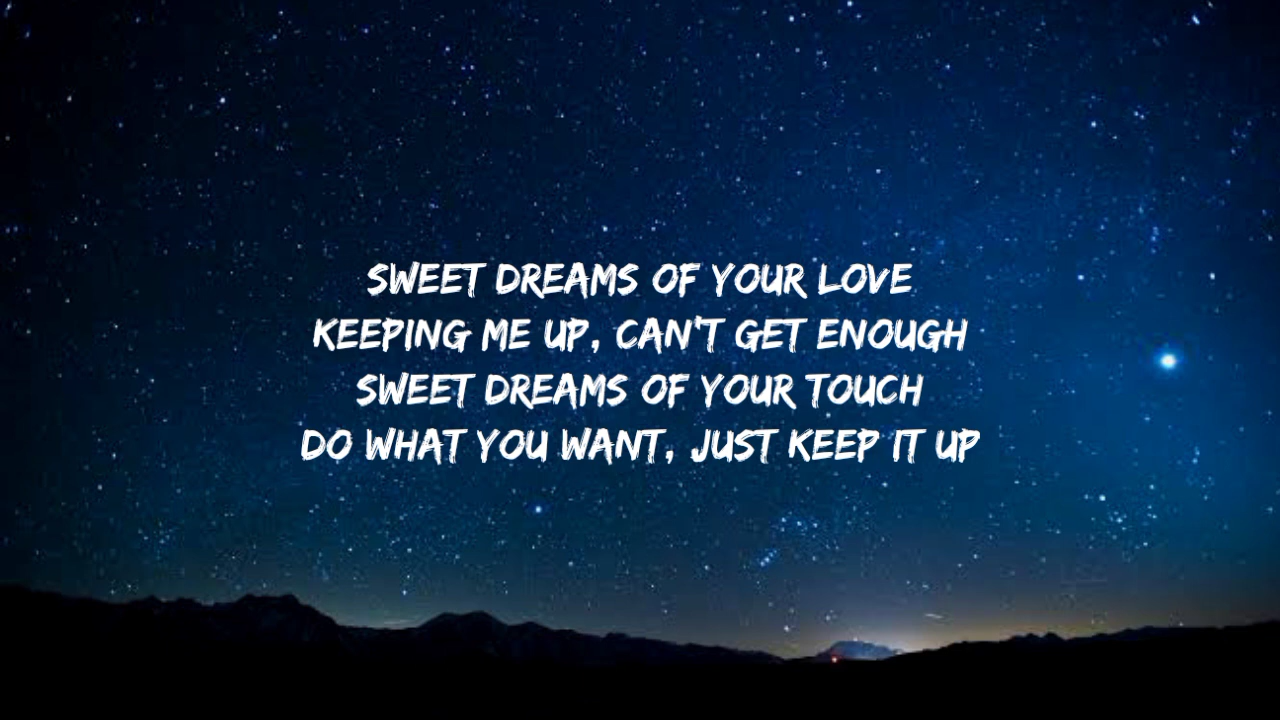 SWEET DREAMS OF YOUR LOVE
KEEPING ME UP, CAN'T GET ENOUGH
SWEET DREAMS OF YOUR TOUCH
DO WHAT YOU WANT, JUST KEEP IT UP